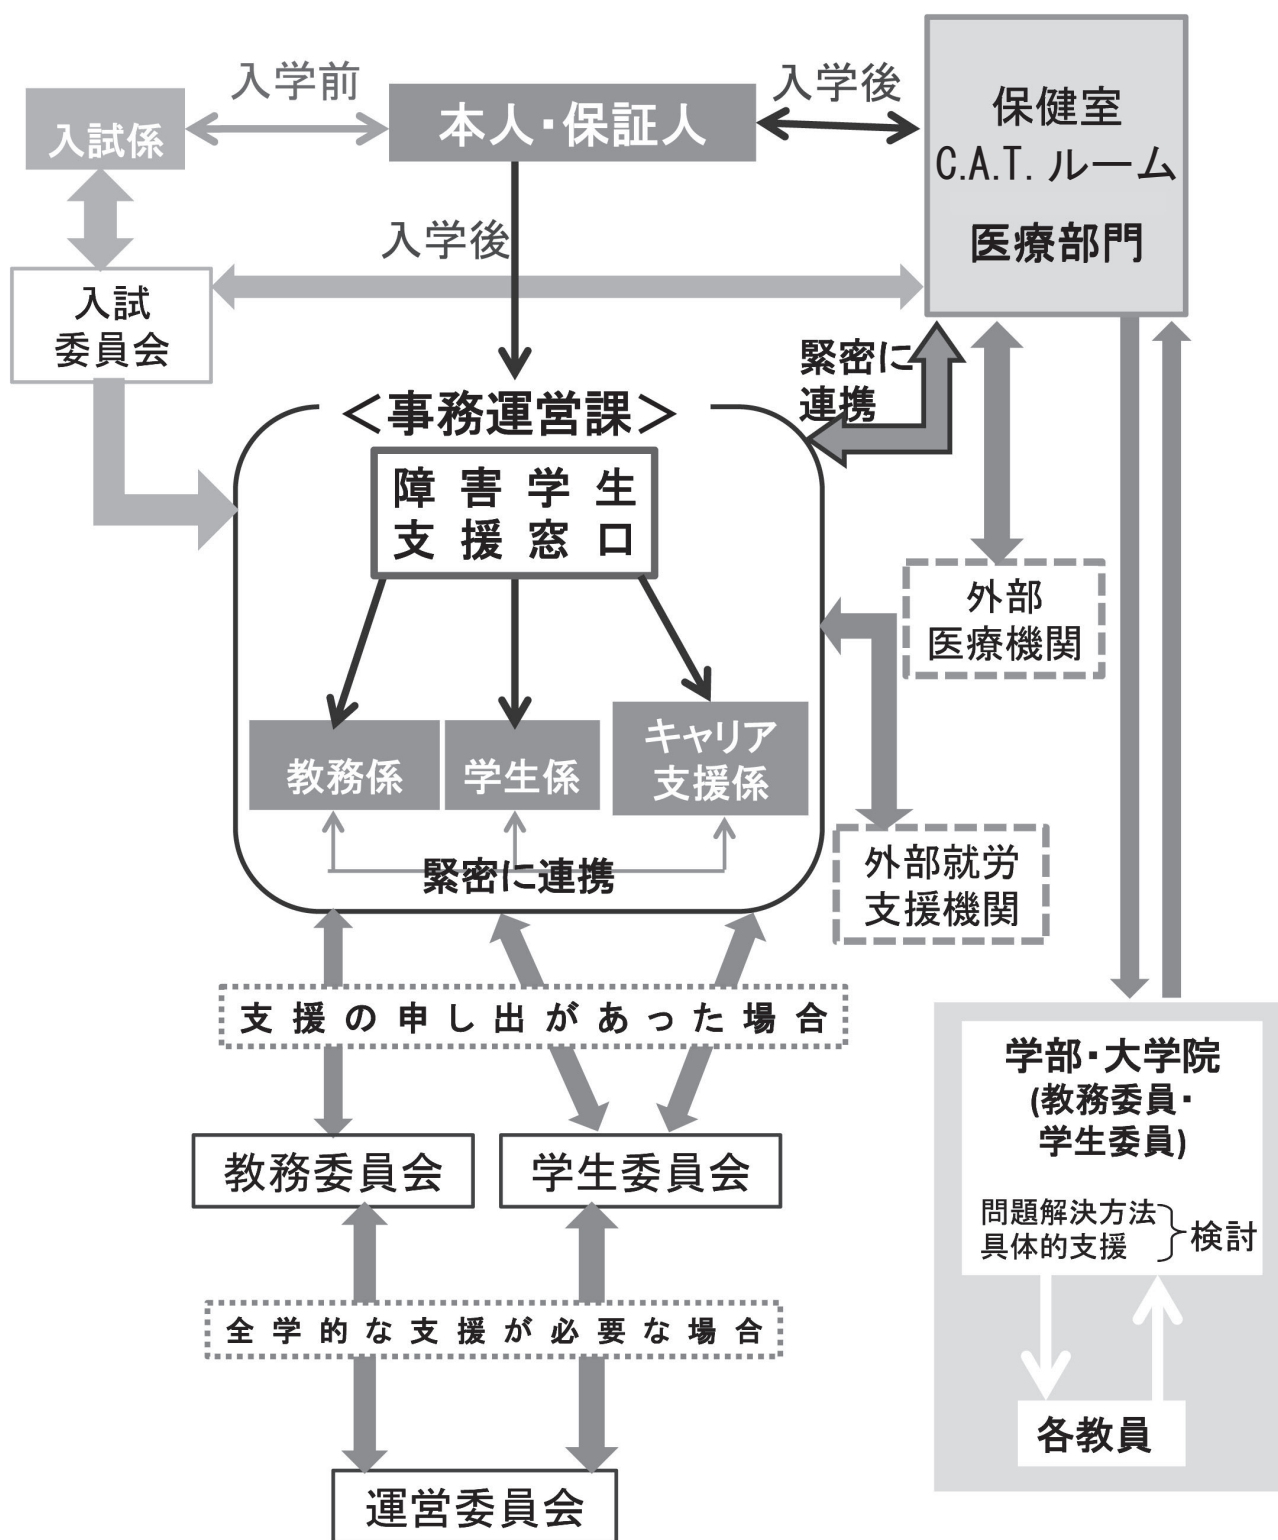 入学前
入学後
入試係
本人・保証人
保健室
C.A.T. ルーム
医療部門
入学後
入試
委員会
緊密に
連携
＜事務運営課＞
障害学生
支援窓口
外部
医療機関
教務係
学生係
キャリア
支援係
緊密に連携
外部就労
支援機関
支援の申し出があった場合
学部・大学院
(教務委員・
学生委員)
教務委員会
学生委員会
問題解決方法
具体的支援
検討
全学的な支援が必要な場合
各教員
運営委員会